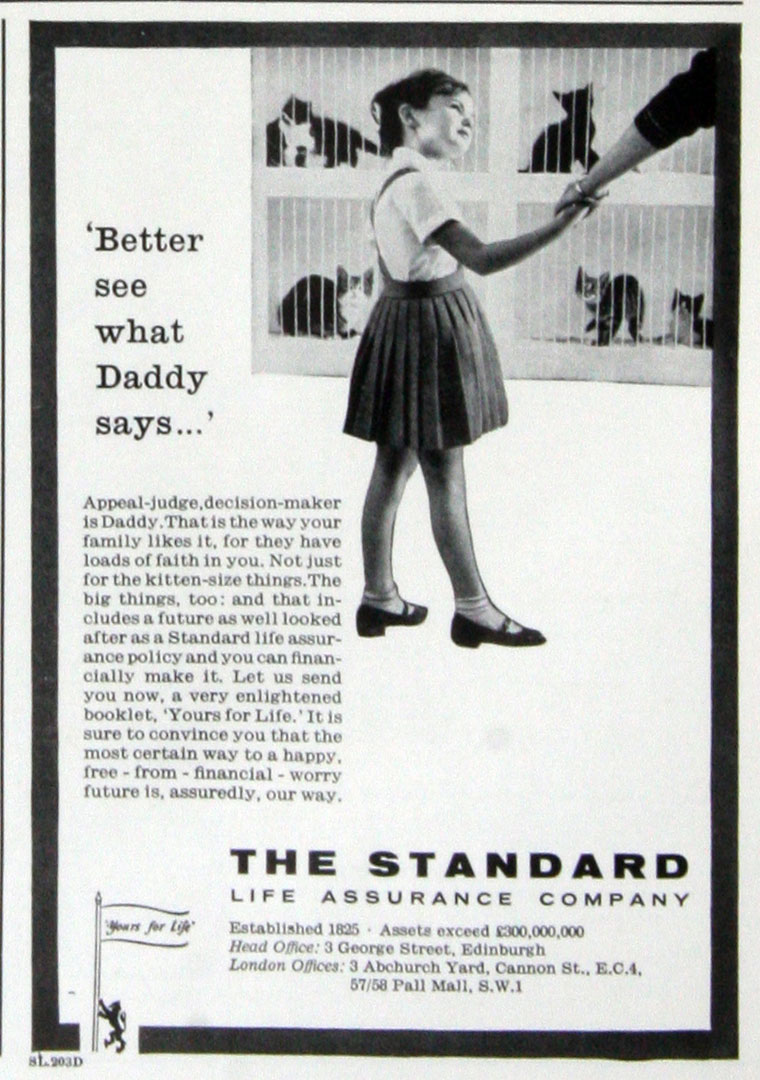 ‘Better
see
what
Daddy
says...’
Appeal-judge,decision-maker
is Daddy.That is the way your
family likes it, for they have
loads of faith in you. Not just
for the kitten-size things.The
big things, too: and that in-
cludes a future as well looked
after as a Standard life assur-
ance policy and you can finan-
cially make it. Let us send
you now, a very enlightened
booklet, ‘Yours for Life.’ It is
sure to convince you that the
most certain way to a happy,
free - from - financial - worry
future is, assuredly, our way.
THE STANDARD
LIFE ASSURANCE COMPANY
‘Yours for Life’
Established 1825 · Assets exceed £300,000,000
Head Office: 3 George Street, Edinburgh
London Offices: 3 Abchurch Yard, Cannon St., E.C.4,
57/58 Pall Mall, S.W.1
SL.203D